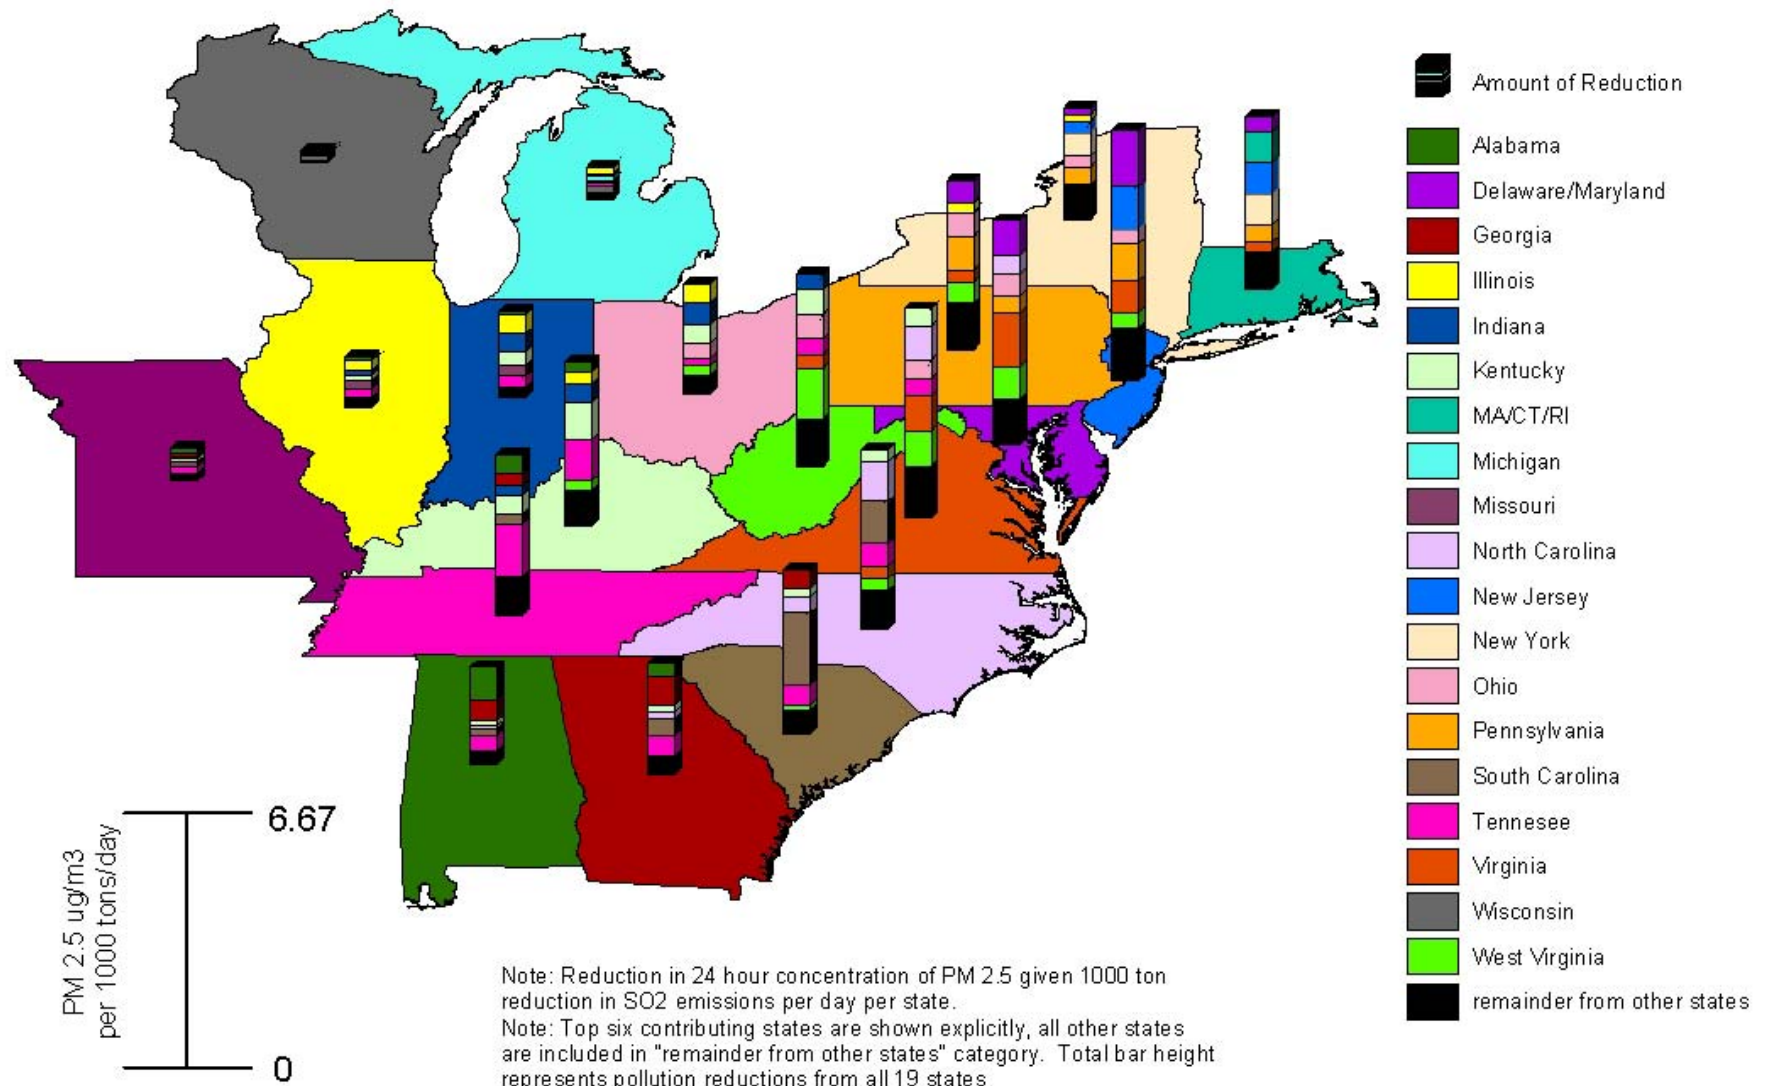 Amount of Reduction
Alabama
Delaware/Maryland
Georgia
Illinois
Indiana
Kentucky
MA/CT/RI
Michigan
Missouri
North Carolina
New Jersey
New York
Ohio
Pennsylvania
South Carolina
Tennesee
Virginia
Wisconsin
West Virginia
remainder from other states
6.67
PM 2.5 ug/m3
per 1000 tons/day
0
Note: Reduction in 24 hour concentration of PM 2.5 given 1000 ton
reduction in SO2 emissions per day per state.
Note: Top six contributing states are shown explicitly, all other states
are included in "remainder from other states" category.  Total bar height
represents pollution reductions from all 19 states